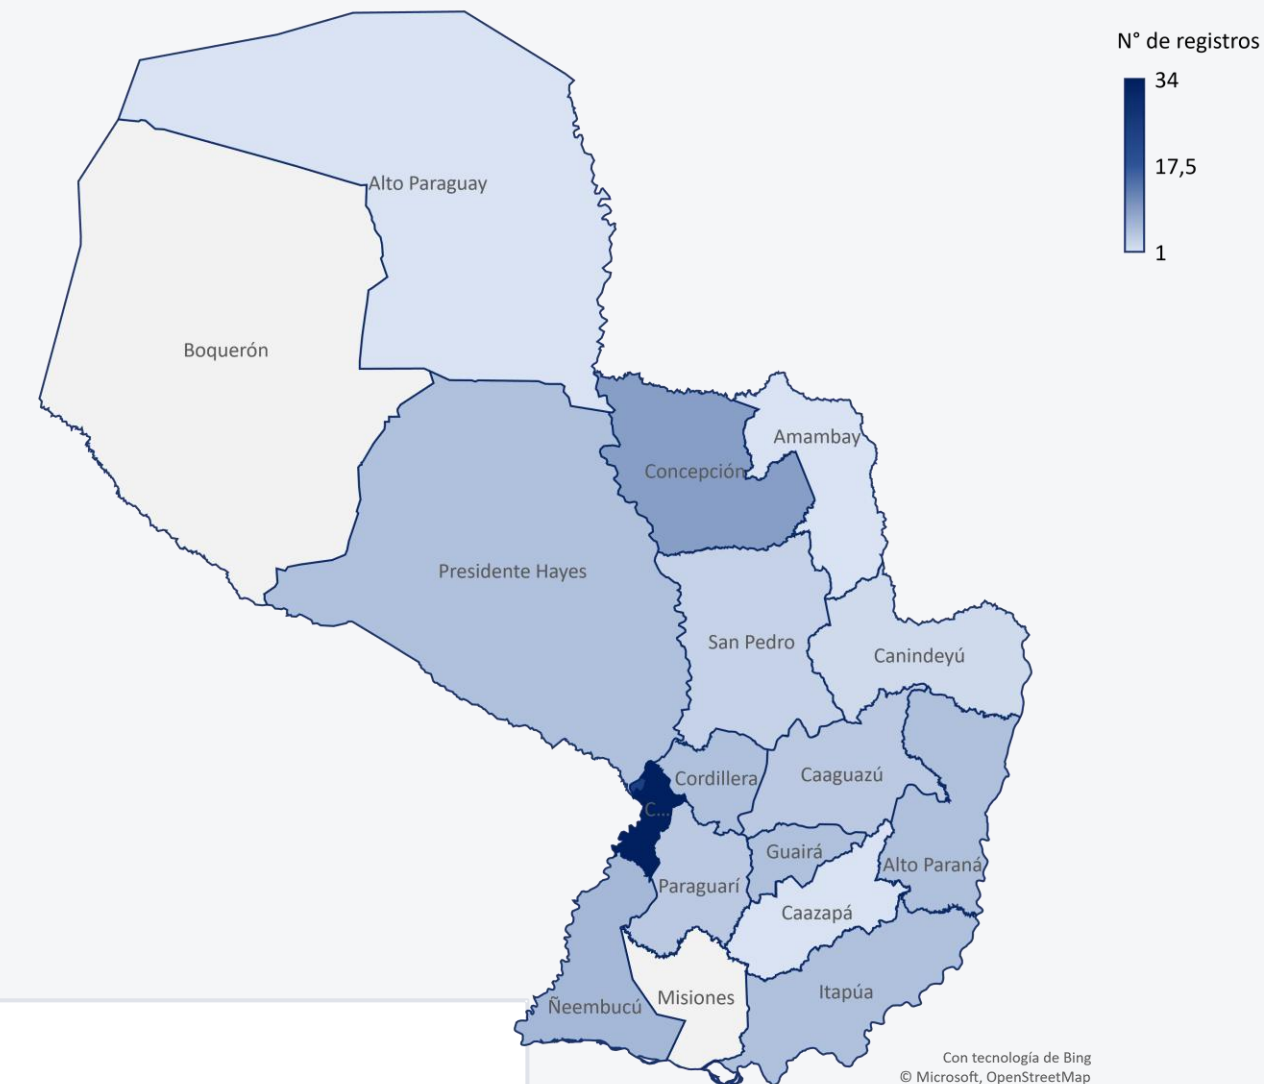 N° de registros
34
17,5
1
Alto Paraguay
Boquerón
Amambay
Concepción
Presidente Hayes
San Pedro
Canindeyú
Cordillera
Caaguazú
C...
Guairá
Alto Paraná
Paraguarí
Caazapá
Itapúa
Misiones
Ñeembucú
Con tecnología de Bing
© Microsoft, OpenStreetMap